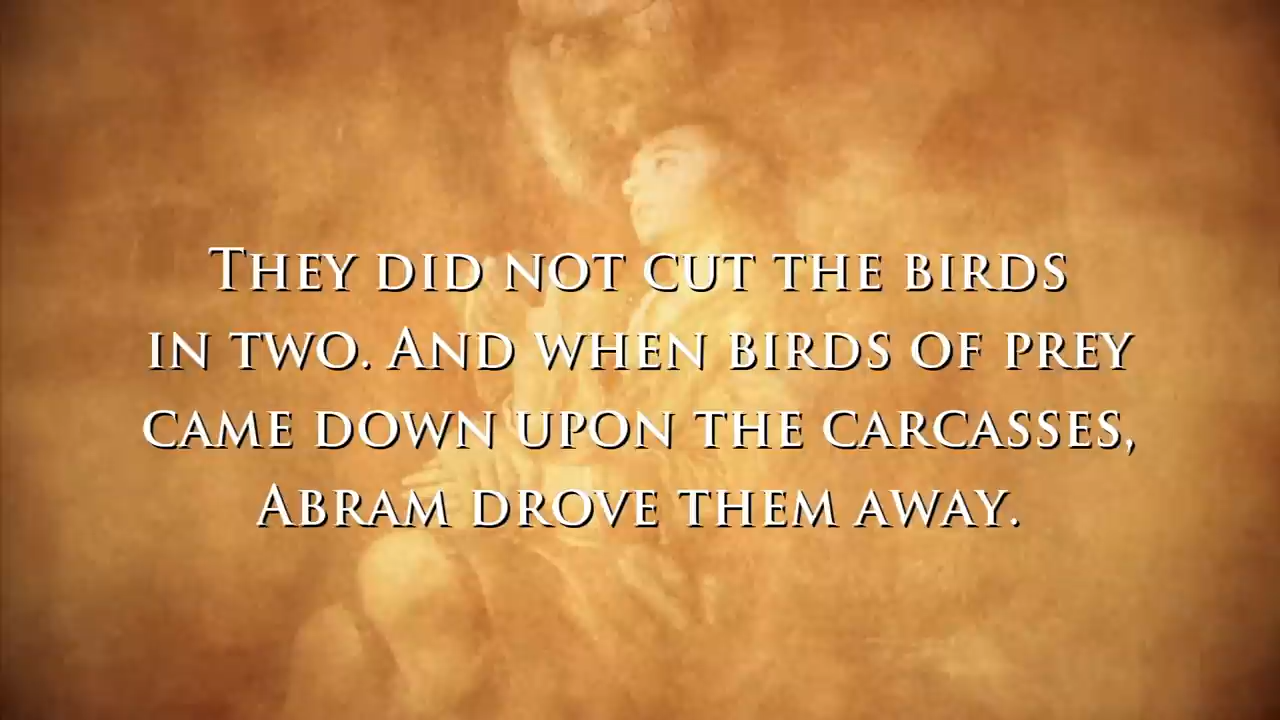 They did not cut the birds
in two. And when birds of prey
came down upon the carcasses,
Abram drove them away.